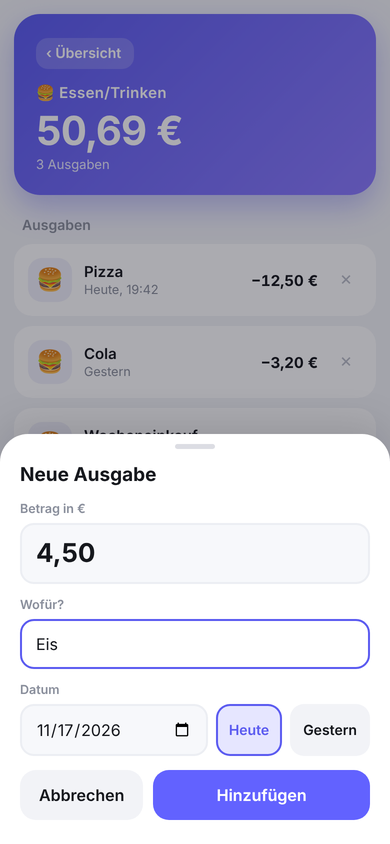 ‹ Übersicht
🍔 Essen/Trinken
50,69 €
3 Ausgaben
Ausgaben
Pizza
Heute, 19:42
−12,50 €
×
Cola
Gestern
−3,20 €
×
Neue Ausgabe
Betrag in €
4,50
Wofür?
Eis
Datum
11/17/2026
Heute
Gestern
Abbrechen
Hinzufügen